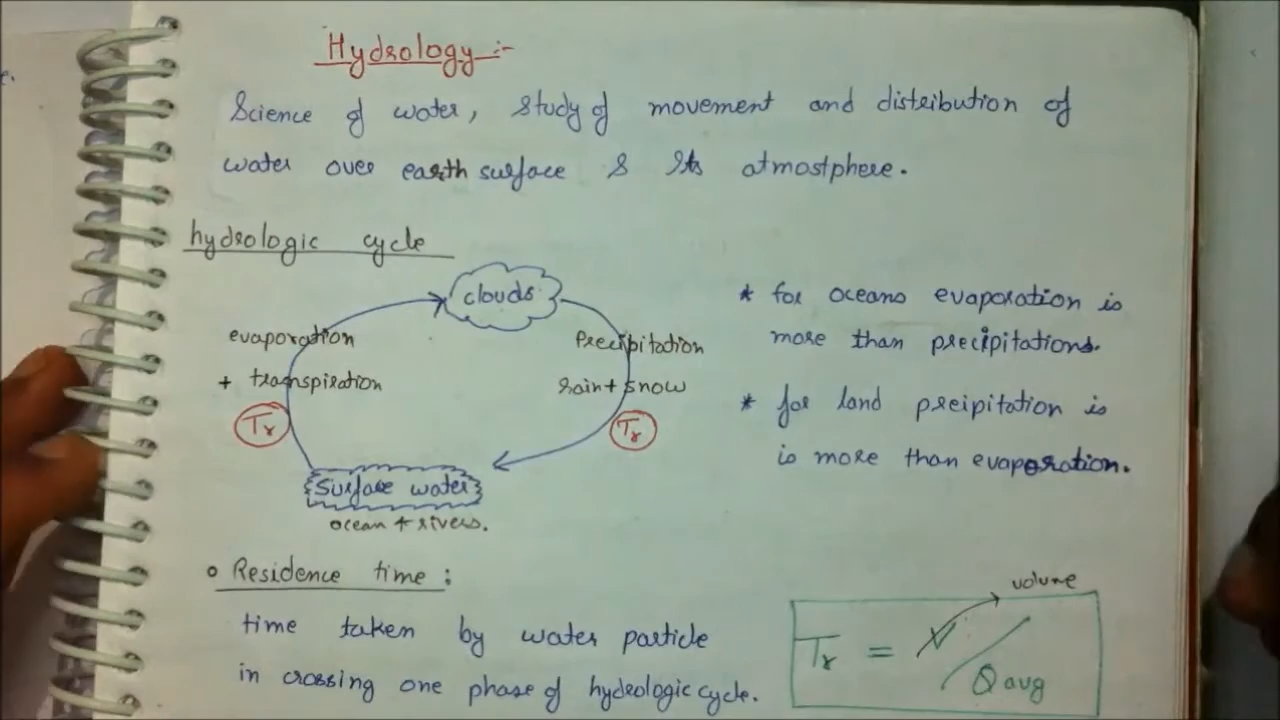 Hydrology :-
Science of water, study of movement and distribution of
water over earth surface & its atmostphere.
hydrologic cycle
clouds
evaporation
+ transpiration
Tr
Precipitation
rain + snow
Tr
Surface water
ocean + rivers.
* for oceans evaporation is
more than precipitations.
* for land preipitation is
is more than evaporation.
o Residence time :
time taken by water particle
in crossing one phase of hydrologic cycle.
volume
Tr = V / Q avg